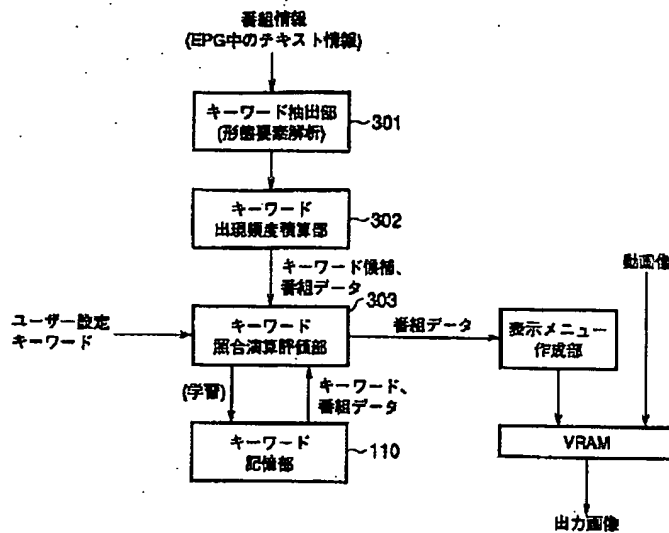 番組情報
(EPG中のテキスト情報)
キーワード抽出部
(形態要素解析)
301
キーワード
出現頻度積算部
302
キーワード候補、
番組データ
303
ユーザー設定
キーワード
キーワード
照合演算評価部
番組データ
表示メニュー
作成部
動画像
(学習)
キーワード、
番組データ
キーワード
記憶部
110
VRAM
出力画像